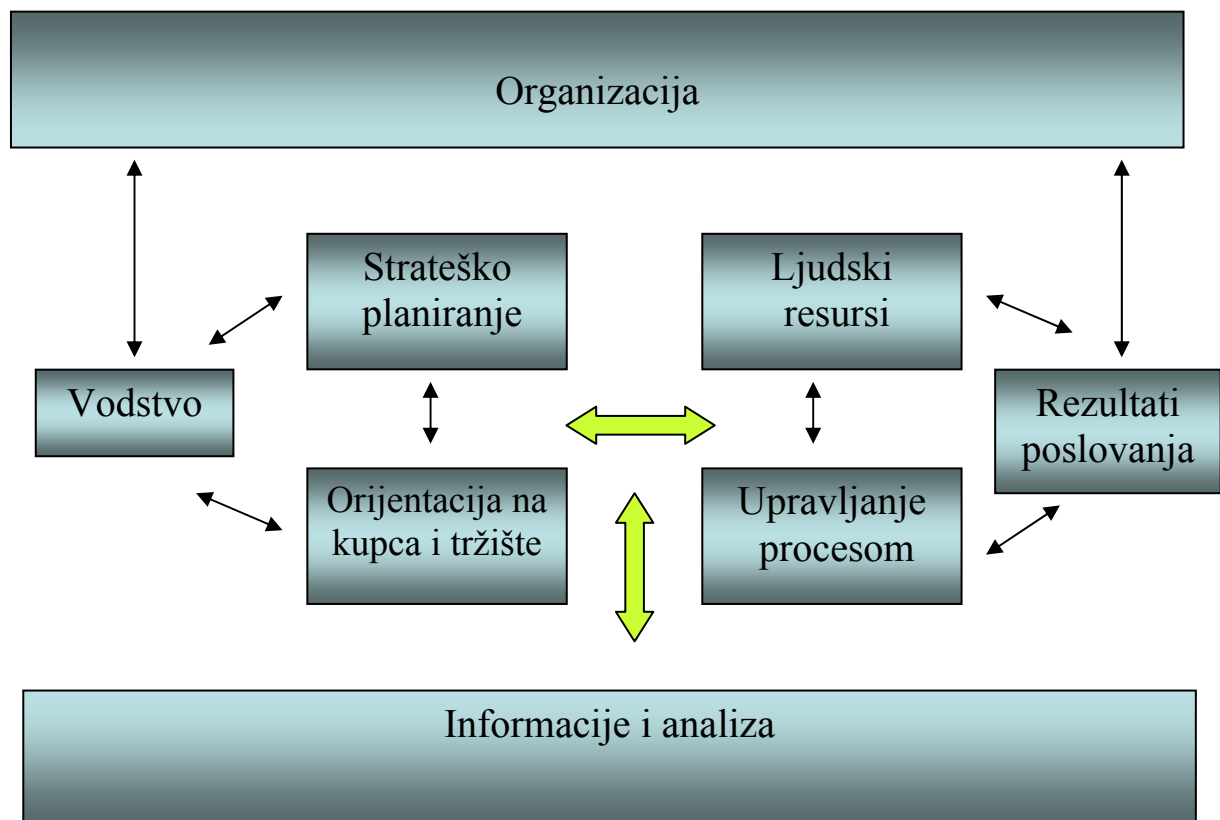 Organizacija
Strateško
planiranje
Ljudski
resursi
Vodstvo
Rezultati
poslovanja
Orijentacija na
kupca i tržište
Upravljanje
procesom
Informacije i analiza